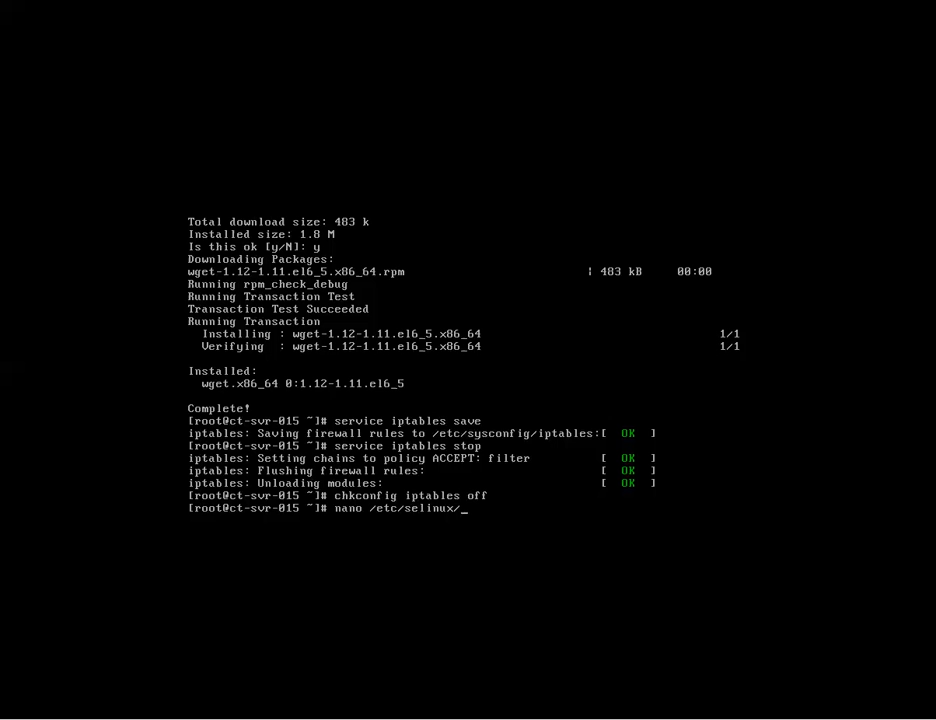 Total download size: 483 k
Installed size: 1.8 M
Is this ok [y/N]: y
Downloading Packages:
wget-1.12-1.11.el6_5.x86_64.rpm | 483 kB 00:00
Running rpm_check_debug
Running Transaction Test
Transaction Test Succeeded
Running Transaction
Installing : wget-1.12-1.11.el6_5.x86_64 1/1
Verifying : wget-1.12-1.11.el6_5.x86_64 1/1
Installed:
wget.x86_64 0:1.12-1.11.el6_5
Complete!
[root@ct-svr-015 ~]# service iptables save
iptables: Saving firewall rules to /etc/sysconfig/iptables:[ OK ]
[root@ct-svr-015 ~]# service iptables stop
iptables: Setting chains to policy ACCEPT: filter [ OK ]
iptables: Flushing firewall rules: [ OK ]
iptables: Unloading modules: [ OK ]
[root@ct-svr-015 ~]# chkconfig iptables off
[root@ct-svr-015 ~]# nano /etc/selinux/_